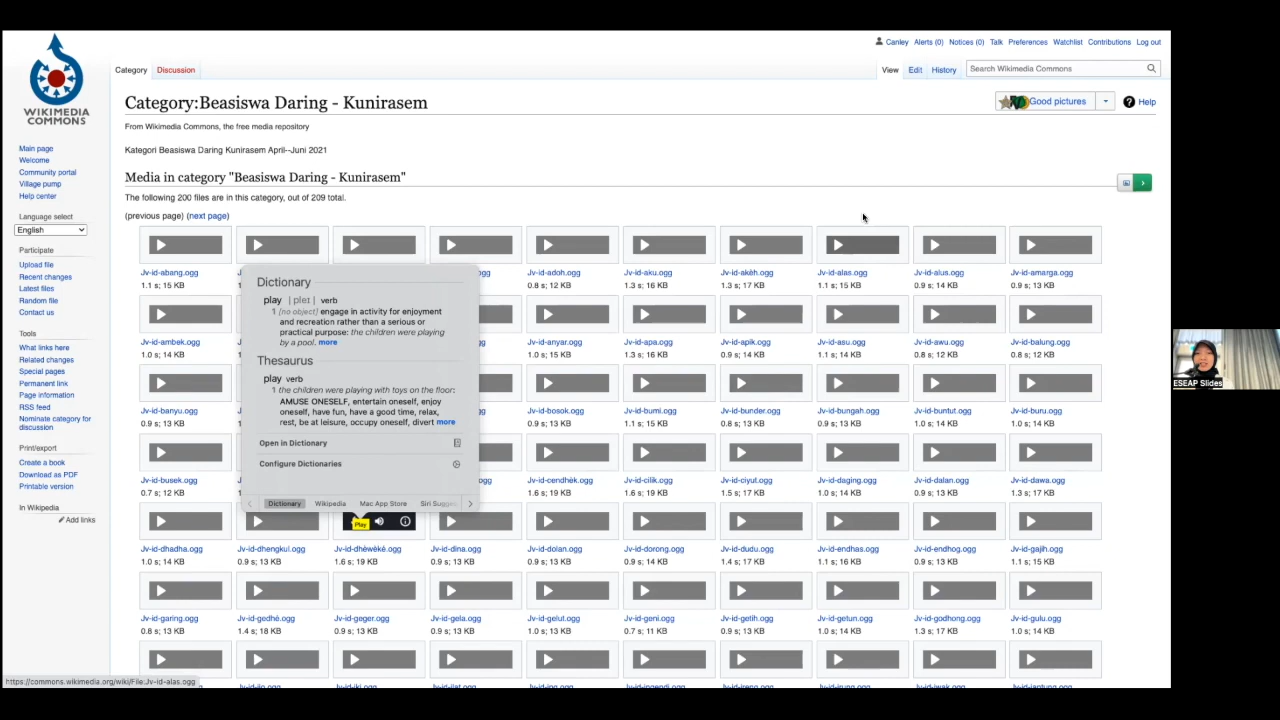 Canley Alerts (0) Notices (0) Talk Preferences Watchlist Contributions Log out
WIKIMEDIA
COMMONS
Category Discussion View Edit History Search Wikimedia Commons
Category:Beasiswa Daring - Kunirasem
Good pictures Help
From Wikimedia Commons, the free media repository
Kategori Beasiswa Daring Kunirasem April--Juni 2021
Media in category "Beasiswa Daring - Kunirasem"
The following 200 files are in this category, out of 209 total.
(previous page) (next page)
Main page
Welcome
Community portal
Village pump
Help center
Language select
English
Participate
Upload file
Recent changes
Latest files
Random file
Contact us
Tools
What links here
Related changes
Special pages
Permanent link
Page information
RSS feed
Nominate category for
discussion
Print/export
Create a book
Download as PDF
Printable version
In Wikipedia
Add links
Jv-id-abang.ogg ogg Jv-id-adoh.ogg Jv-id-aku.ogg Jv-id-akèh.ogg Jv-id-alas.ogg Jv-id-alus.ogg Jv-id-amarga.ogg
1.1 s; 15 KB 0.8 s; 12 KB 1.3 s; 16 KB 1.3 s; 17 KB 1.1 s; 15 KB 0.9 s; 14 KB 0.9 s; 13 KB
Jv-id-ambek.ogg Jv-id-anyar.ogg Jv-id-apa.ogg Jv-id-apik.ogg Jv-id-asu.ogg Jv-id-awu.ogg Jv-id-balung.ogg
1.0 s; 14 KB 1.0 s; 15 KB 1.3 s; 16 KB 0.9 s; 14 KB 1.1 s; 14 KB 0.8 s; 12 KB 0.8 s; 12 KB
Jv-id-banyu.ogg Jv-id-bosok.ogg Jv-id-bumi.ogg Jv-id-bunder.ogg Jv-id-bungah.ogg Jv-id-buntut.ogg Jv-id-buru.ogg
0.9 s; 13 KB 0.9 s; 13 KB 1.1 s; 15 KB 0.8 s; 12 KB 0.9 s; 13 KB 1.0 s; 14 KB 1.0 s; 14 KB
Jv-id-busek.ogg Jv-id-cendhèk.ogg Jv-id-cilik.ogg Jv-id-ciyut.ogg Jv-id-daging.ogg Jv-id-dalan.ogg Jv-id-dawa.ogg
0.7 s; 12 KB 1.6 s; 19 KB 1.6 s; 19 KB 1.5 s; 17 KB 1.0 s; 14 KB 0.9 s; 13 KB 1.3 s; 17 KB
Dictionary
play | pleɪ | verb
1 [no object] engage in activity for enjoyment
and recreation rather than a serious or
practical purpose: the children were playing
by a pool. more
Thesaurus
play verb
1 the children were playing with toys on the floor:
AMUSE ONESELF, entertain oneself, enjoy
oneself, have fun, have a good time, relax,
rest, be at leisure, occupy oneself, divert more
Open in Dictionary
Configure Dictionaries
Dictionary Wikipedia Mac App Store Siri Sugges
Play
Jv-id-dhadha.ogg Jv-id-dhengkul.ogg Jv-id-dhèwèké.ogg Jv-id-dina.ogg Jv-id-dolan.ogg Jv-id-dorong.ogg Jv-id-dudu.ogg Jv-id-endhas.ogg Jv-id-endhog.ogg Jv-id-gajih.ogg
1.0 s; 14 KB 0.9 s; 13 KB 1.6 s; 19 KB 0.9 s; 13 KB 0.9 s; 13 KB 0.9 s; 14 KB 1.4 s; 17 KB 1.1 s; 16 KB 0.9 s; 13 KB 1.1 s; 15 KB
Jv-id-garing.ogg Jv-id-gedhé.ogg Jv-id-geger.ogg Jv-id-gela.ogg Jv-id-gelut.ogg Jv-id-geni.ogg Jv-id-getih.ogg Jv-id-getun.ogg Jv-id-godhong.ogg Jv-id-gulu.ogg
0.8 s; 13 KB 1.4 s; 18 KB 0.9 s; 13 KB 0.9 s; 13 KB 1.0 s; 13 KB 0.7 s; 11 KB 0.9 s; 13 KB 1.0 s; 14 KB 1.3 s; 17 KB 1.0 s; 14 KB
https://commons.wikimedia.org/wiki/File:Jv-id-alas.ogg
ESEAP Slides